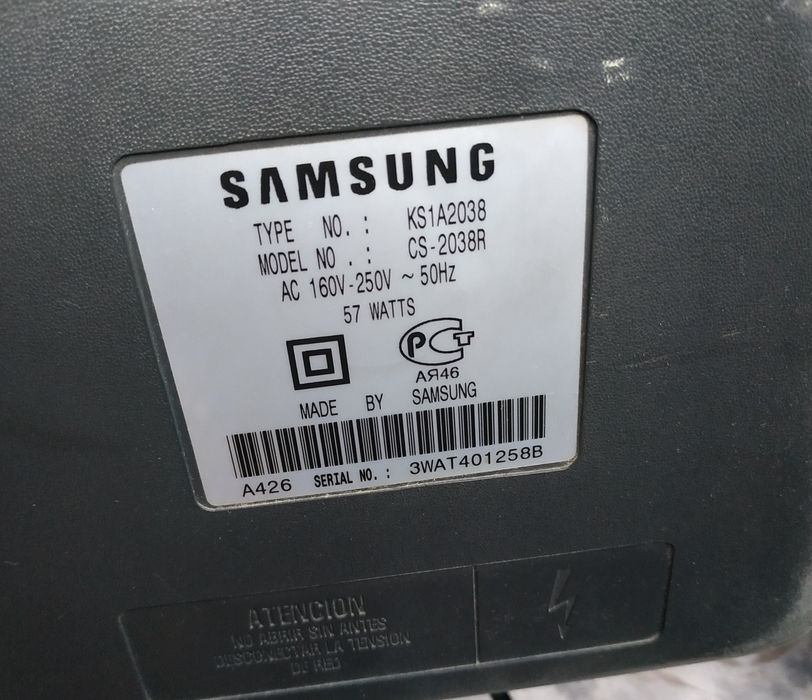 SAMSUNG
TYPE NO. : KS1A2038
MODEL NO . : CS-2038R
AC 160V-250V ~ 50Hz
57 WATTS
РСТ
АЯ46
MADE BY SAMSUNG
A426 SERIAL NO. : 3WAT401258B
ATENCION
NO ABRIR SIN ANTES
DESCONECTAR LA TENSION
DE RED